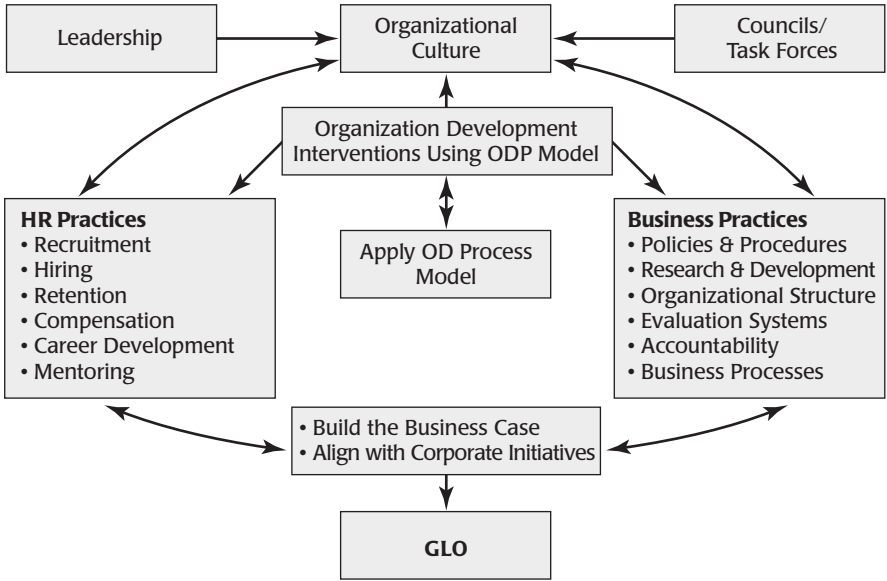 Leadership
Organizational
Culture
Councils/
Task Forces
Organization Development
Interventions Using ODP Model
HR Practices
• Recruitment
• Hiring
• Retention
• Compensation
• Career Development
• Mentoring
Apply OD Process
Model
Business Practices
• Policies & Procedures
• Research & Development
• Organizational Structure
• Evaluation Systems
• Accountability
• Business Processes
• Build the Business Case
• Align with Corporate Initiatives
GLO